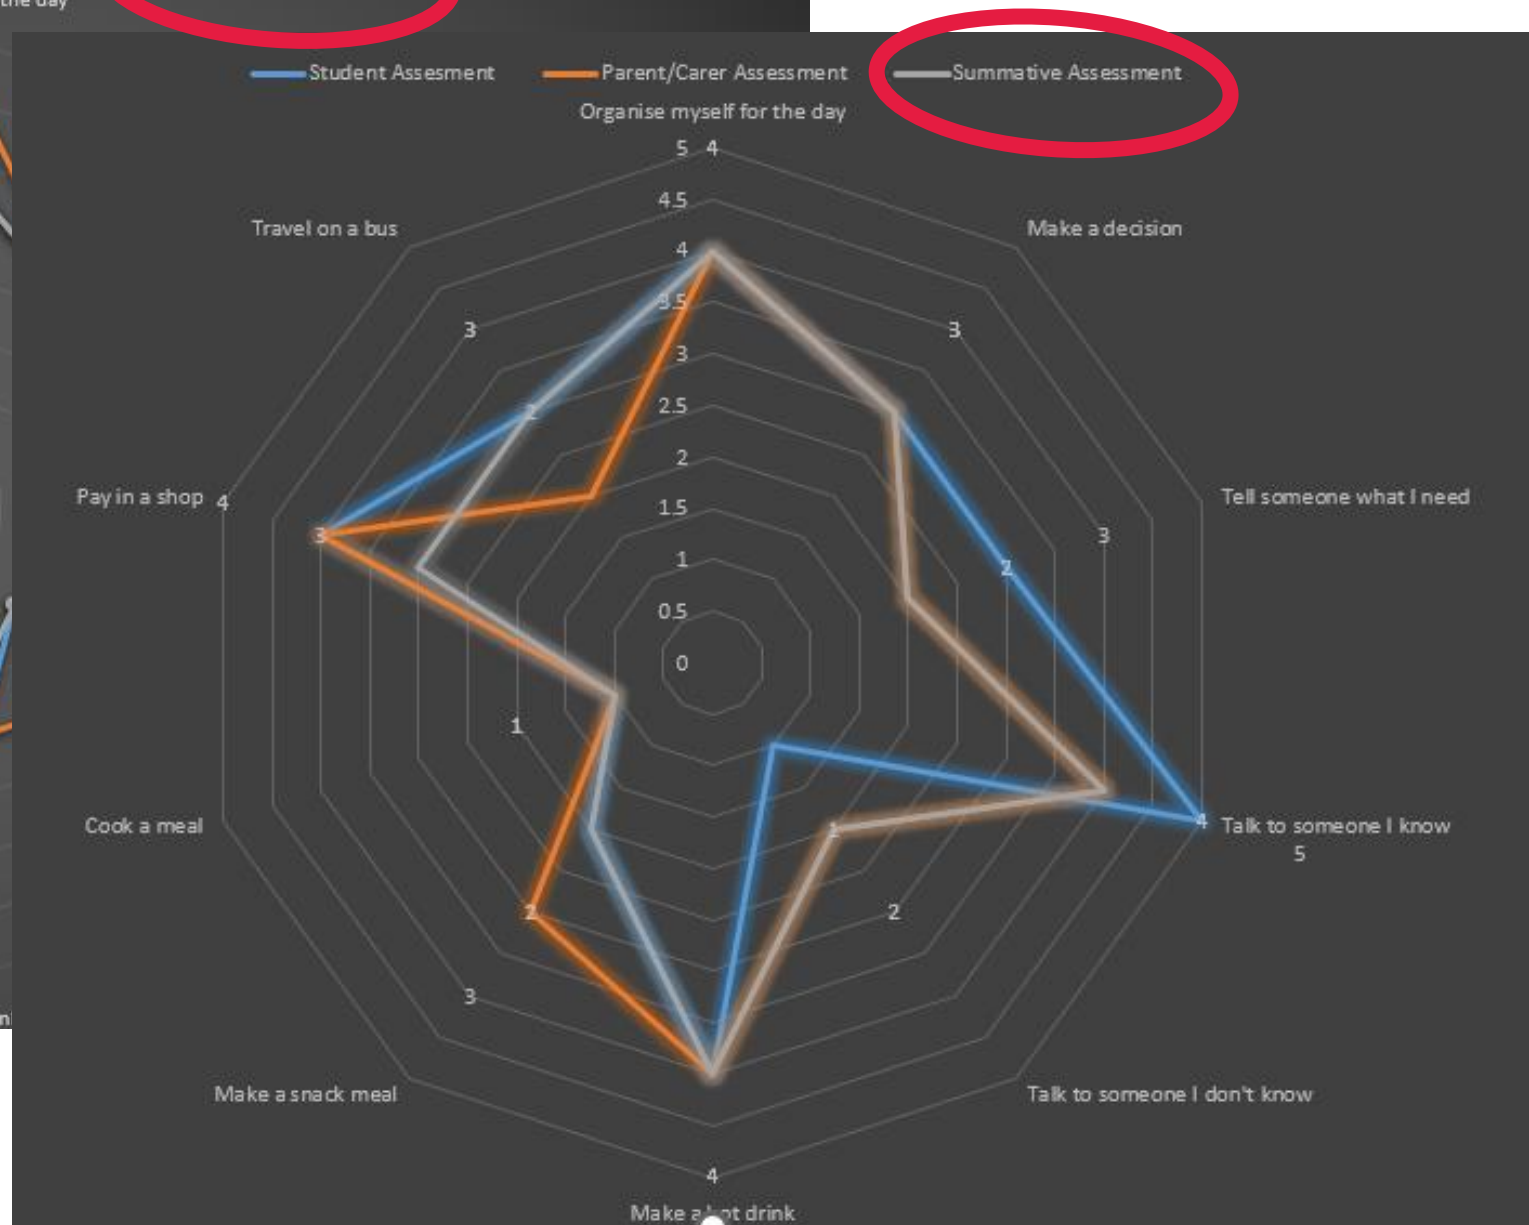 the day
Student Assesment Parent/Carer Assessment Summative Assessment
Organise myself for the day
5 4
4.5
Travel on a bus Make a decision
4
3.5
3 3
3
2.5
2 2
Pay in a shop 4 Tell someone what I need
1.5
3 3
1 2
0.5
0
1
Cook a meal 1 4 Talk to someone I know
5
2 2
3
Make a snack meal Talk to someone I don't know
4
drink